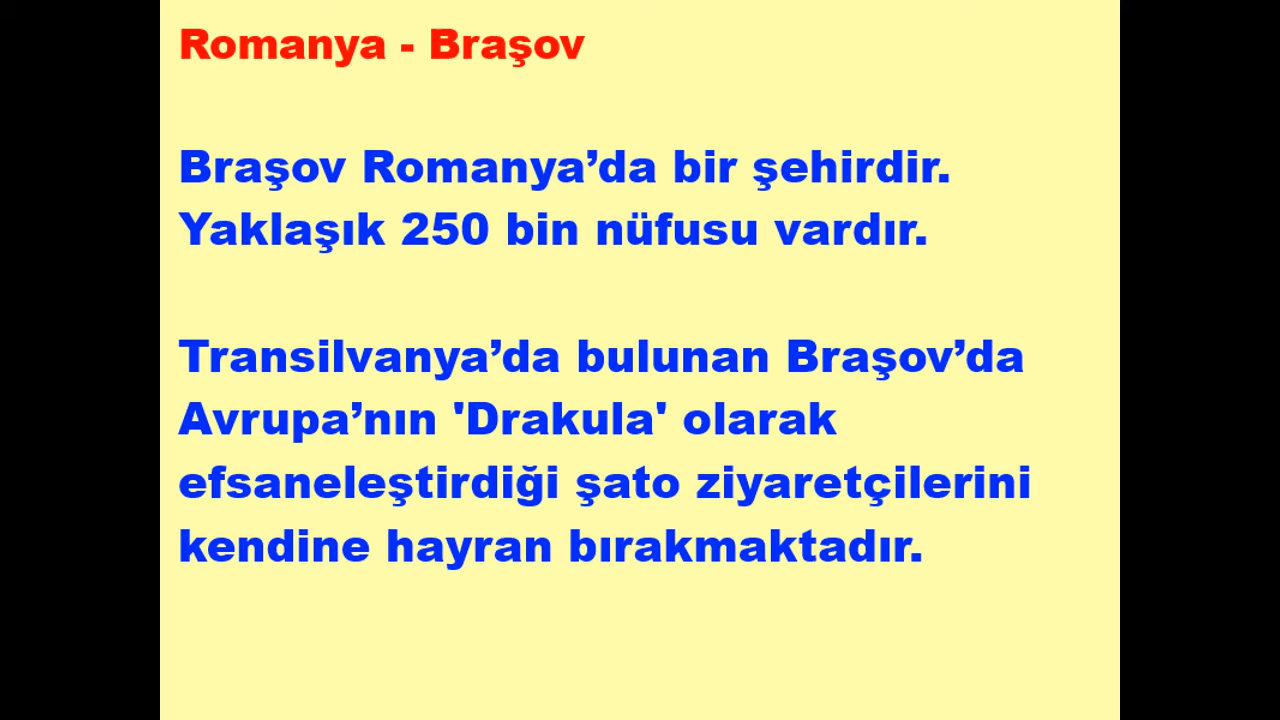 Romanya - Braşov
Braşov Romanya’da bir şehirdir.
Yaklaşık 250 bin nüfusu vardır.
Transilvanya’da bulunan Braşov’da
Avrupa’nın 'Drakula' olarak
efsaneleştirdiği şato ziyaretçilerini
kendine hayran bırakmaktadır.